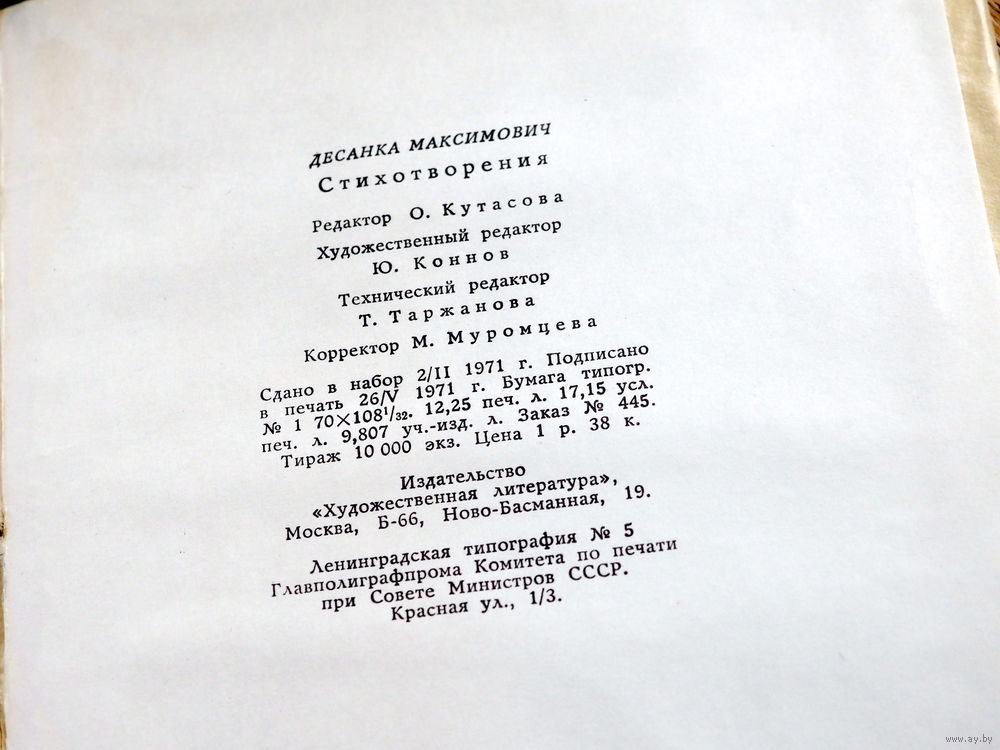 ДЕСАНКА МАКСИМОВИЧ
Стихотворения
Редактор О. Кутасова
Художественный редактор
Ю. Коннов
Технический редактор
Т. Таржанова
Корректор М. Муромцева
Сдано в набор 2/II 1971 г. Подписано
в печать 26/V 1971 г. Бумага типогр.
№ 1 70×108¹/₃₂. 12,25 печ. л. 17,15 усл.
печ. л. 9,807 уч.-изд. л. Заказ № 445.
Тираж 10 000 экз. Цена 1 р. 38 к.
Издательство
«Художественная литература»,
Москва, Б-66, Ново-Басманная, 19.
Ленинградская типография № 5
Главполиграфпрома Комитета по печати
при Совете Министров СССР.
Красная ул., 1/3.
www.ay.by